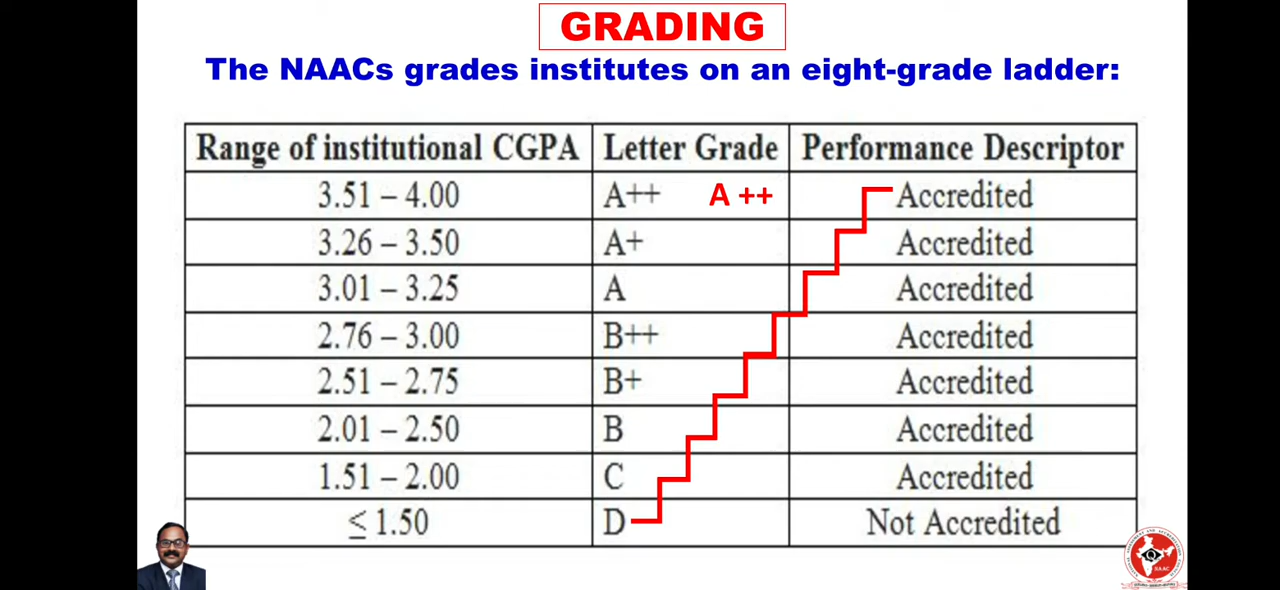 GRADING
The NAACs grades institutes on an eight-grade ladder:
Range of institutional CGPA Letter Grade Performance Descriptor
3.51 – 4.00 A++ A ++ Accredited
3.26 – 3.50 A+ Accredited
3.01 – 3.25 A Accredited
2.76 – 3.00 B++ Accredited
2.51 – 2.75 B+ Accredited
2.01 – 2.50 B Accredited
1.51 – 2.00 C Accredited
≤ 1.50 D Not Accredited
NAAC